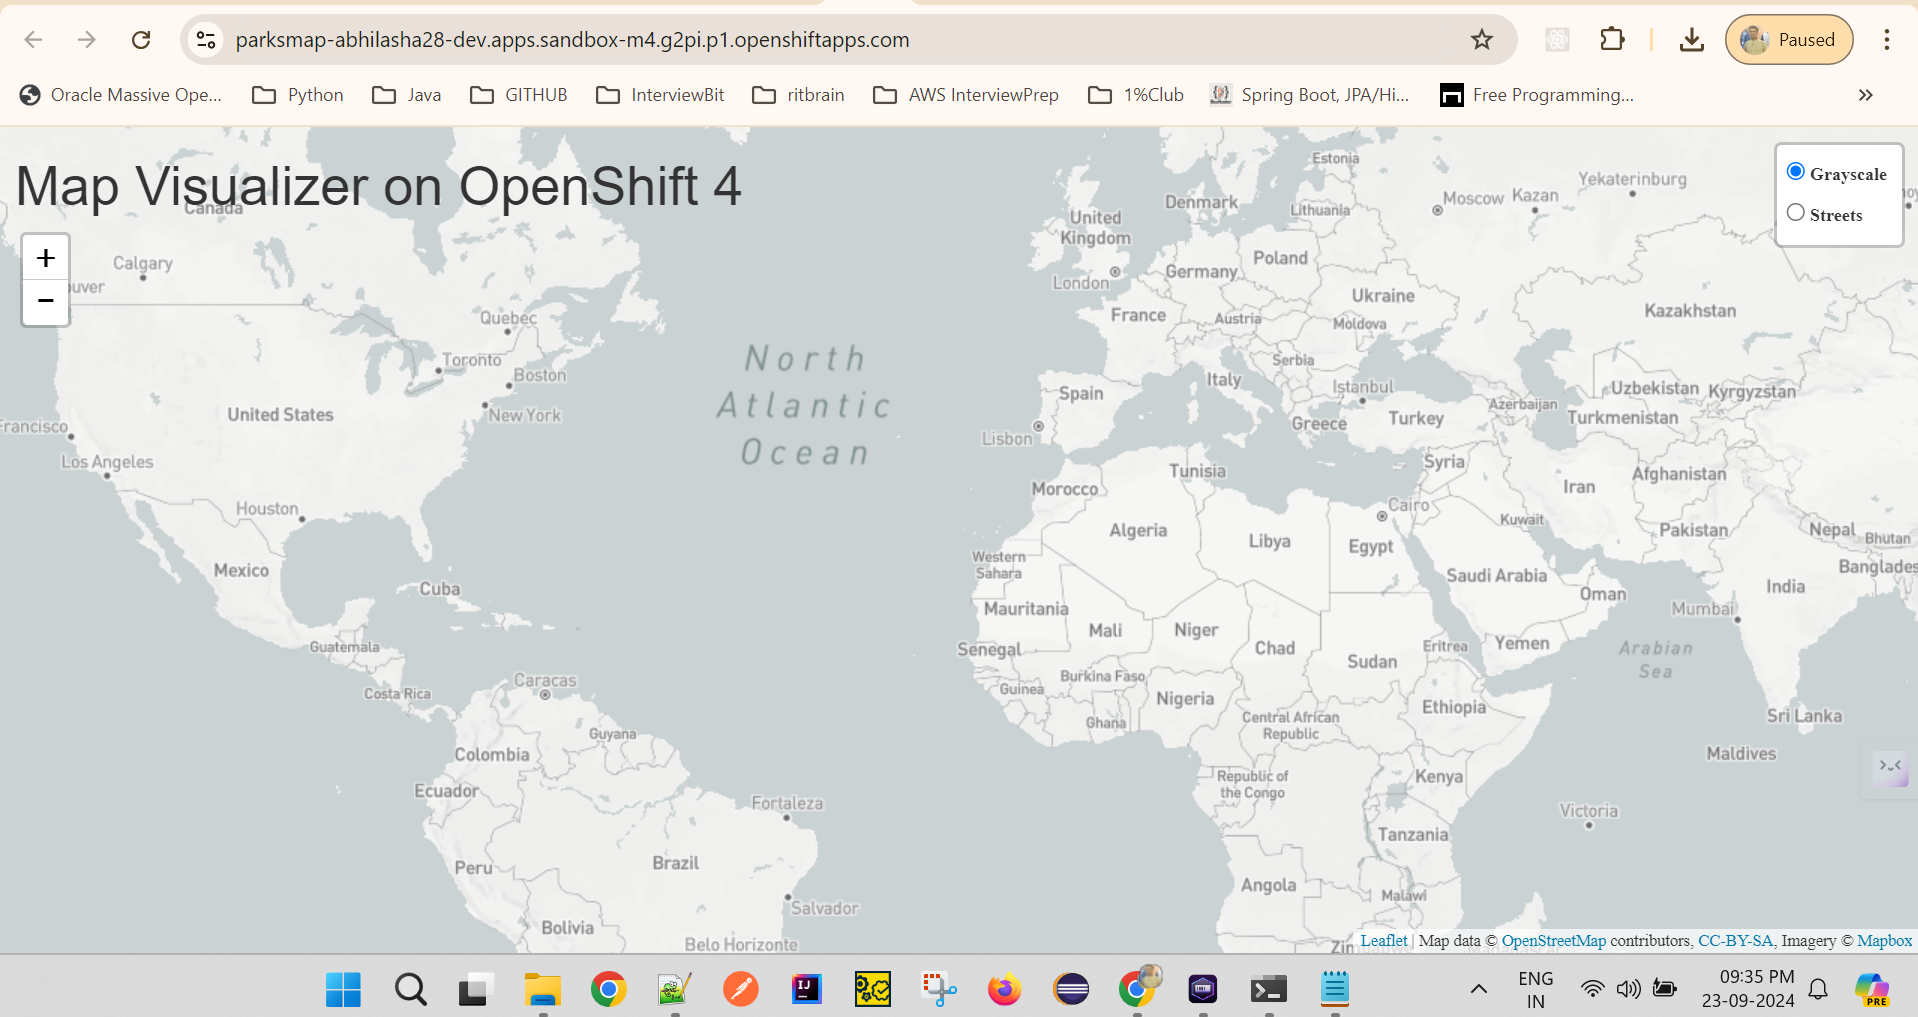 parksmap-abhilasha28-dev.apps.sandbox-m4.g2pi.p1.openshiftapps.com
Paused
Oracle Massive Ope...
Python
Java
GITHUB
InterviewBit
ritbrain
AWS InterviewPrep
1%Club
Spring Boot, JPA/Hi...
Free Programming...
Map Visualizer on OpenShift 4
Grayscale
Streets
+
−
Canada
Calgary
uver
Quebec
Toronto
Boston
New York
United States
Francisco
Los Angeles
Houston
Mexico
Cuba
Guatemala
Costa Rica
Caracas
Guyana
Colombia
Ecuador
Fortaleza
Brazil
Peru
Salvador
Bolivia
Belo Horizonte
North
Atlantic
Ocean
Estonia
Denmark
Lithuania
Moscow
Kazan
Yekaterinburg
United
Kingdom
London
Germany
Poland
Ukraine
France
Austria
Moldova
Kazakhstan
Serbia
Italy
Spain
Istanbul
Lisbon
Greece
Turkey
Azerbaijan
Uzbekistan
Kyrgyzstan
Turkmenistan
Tunisia
Syria
Morocco
Iran
Afghanistan
Cairo
Kuwait
Algeria
Libya
Egypt
Pakistan
Nepal
Bhutan
Western
Sahara
Saudi Arabia
Banglades
India
Oman
Mumbai
Mauritania
Mali
Niger
Chad
Senegal
Sudan
Eritrea
Yemen
Arabian
Sea
Burkina Faso
Guinea
Nigeria
Ghana
Central African
Republic
Ethiopia
Sri Lanka
Maldives
Republic of
the Congo
Kenya
Victoria
Tanzania
Angola
Malawi
Leaflet | Map data © OpenStreetMap contributors, CC-BY-SA, Imagery © Mapbox
IJ
ENG
IN
09:35 PM
23-09-2024
PRE